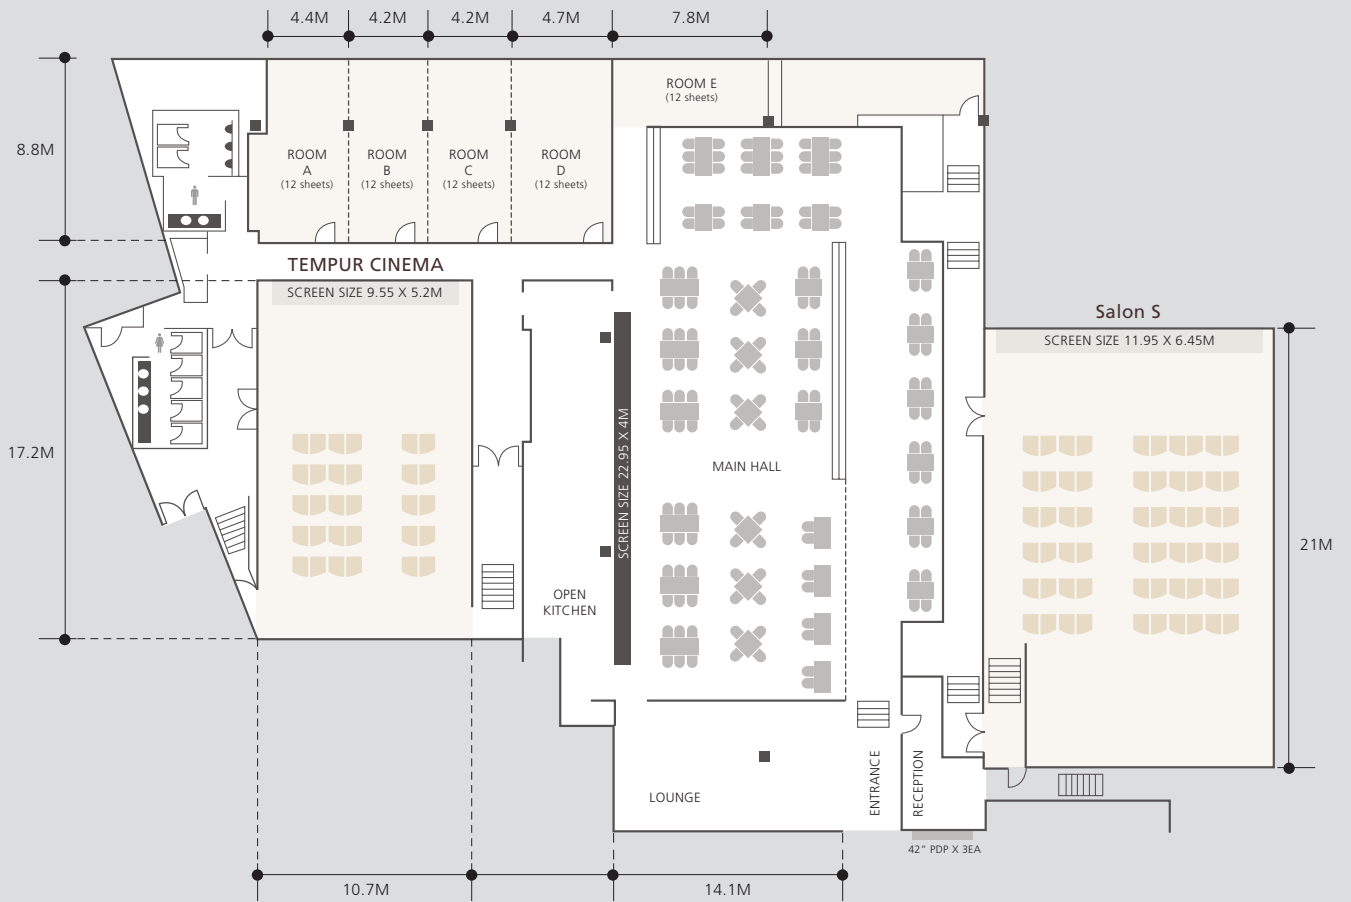 4.4M
4.2M
4.2M
4.7M
7.8M
ROOM E
(12 sheets)
8.8M
ROOM
A
(12 sheets)
ROOM
B
(12 sheets)
ROOM
C
(12 sheets)
ROOM
D
(12 sheets)
TEMPUR CINEMA
SCREEN SIZE 9.55 X 5.2M
Salon S
SCREEN SIZE 11.95 X 6.45M
17.2M
SCREEN SIZE 22.95 X 4M
MAIN HALL
21M
OPEN
KITCHEN
LOUNGE
ENTRANCE
RECEPTION
42” PDP X 3EA
10.7M
14.1M